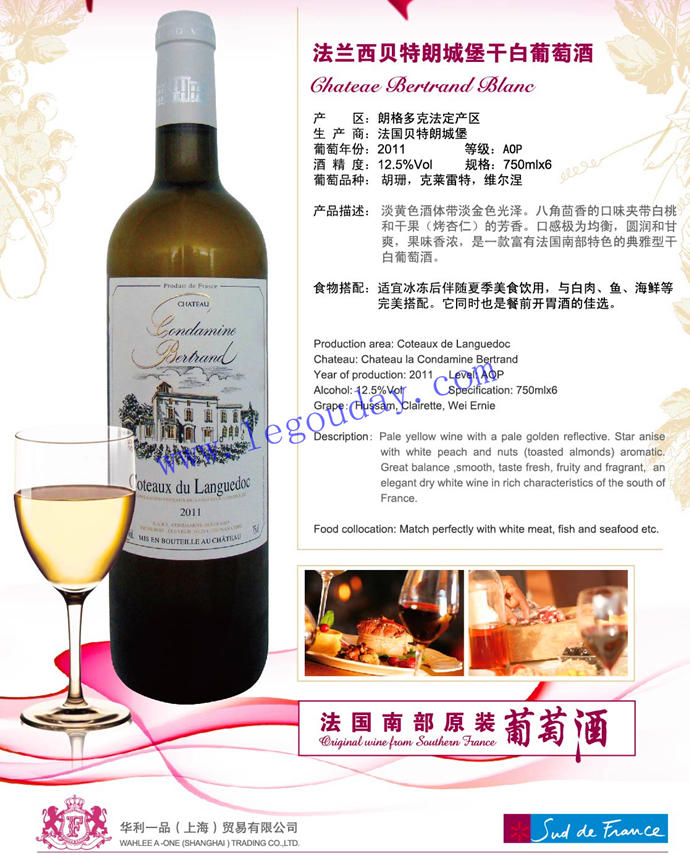 法兰西贝特朗城堡干白葡萄酒
Chateae Bertrand Blanc
产 区：朗格多克法定产区
生 产 商：法国贝特朗城堡
葡萄年份：2011 等级：AOP
酒 精 度：12.5%Vol 规格：750mlx6
葡萄品种： 胡珊，克莱雷特，维尔涅
产品描述： 淡黄色酒体带淡金色光泽。八角茴香的口味夹带白桃
和干果（烤杏仁）的芳香。口感极为均衡，圆润和甘
爽，果味香浓，是一款富有法国南部特色的典雅型干
白葡萄酒。
食物搭配：适宜冰冻后伴随夏季美食饮用，与白肉、鱼、海鲜等
完美搭配。它同时也是餐前开胃酒的佳选。
Production area: Coteaux de Languedoc
Chateau: Chateau la Condamine Bertrand
Year of production: 2011 Level: AOP
Alcohol: 12.5%Vol Specification: 750mlx6
Grape: Hussam, Clairette, Wei Ernie
Description: Pale yellow wine with a pale golden reflective. Star anise
with white peach and nuts (toasted almonds) aromatic.
Great balance ,smooth, taste fresh, fruity and fragrant, an
elegant dry white wine in rich characteristics of the south of
France.
Food collocation: Match perfectly with white meat, fish and seafood etc.
www.legouday.com
Produit de France
CHATEAU
Condamine
Bertrand
Coteaux du Languedoc
2011
MIS EN BOUTEILLE AU CHÂTEAU
法国南部原装葡萄酒
Original wine from Southern France
F
华利一品（上海）贸易有限公司
WAHLEE A -ONE (SHANGHAI ) TRADING CO.,LTD.
Sud de France